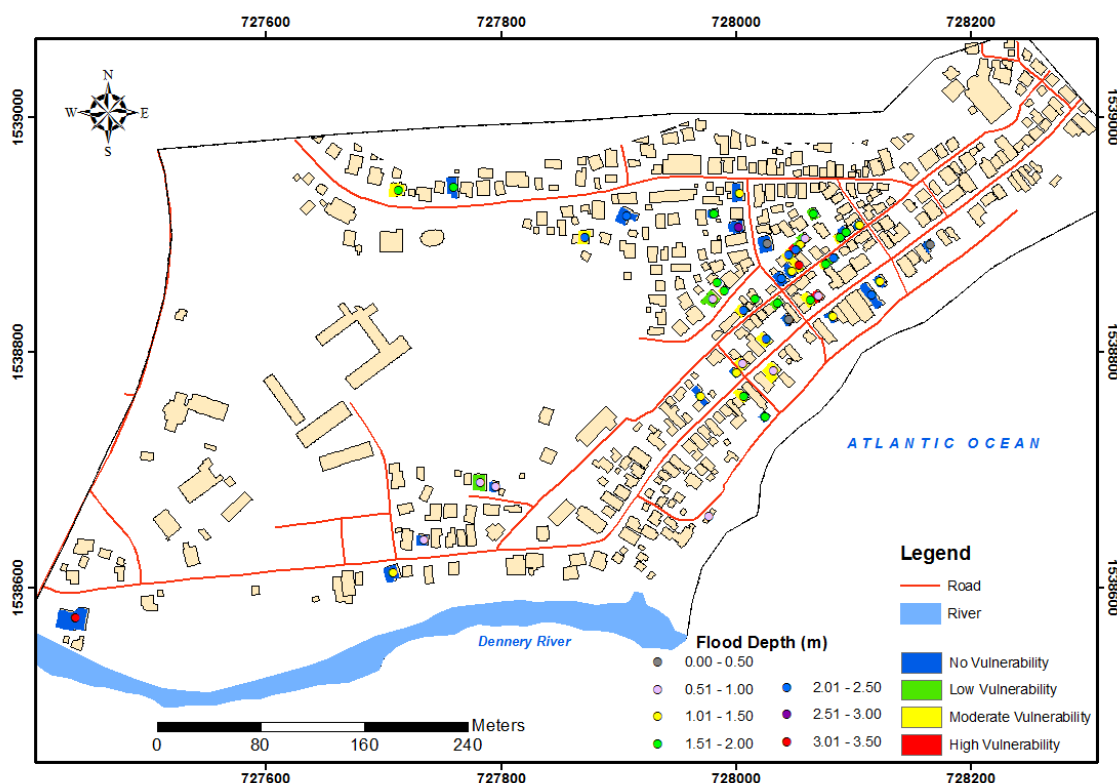 727600 727800 728000 728200
N
W E
S
1539000 1539000
1538800 1538800
ATLANTIC OCEAN
1538600 1538600
Dennery River
Legend
Road
River
No Vulnerability
Low Vulnerability
Moderate Vulnerability
High Vulnerability
Flood Depth (m)
0.00 - 0.50
0.51 - 1.00
1.01 - 1.50
1.51 - 2.00
2.01 - 2.50
2.51 - 3.00
3.01 - 3.50
Meters
0 80 160 240
727600 727800 728000 728200